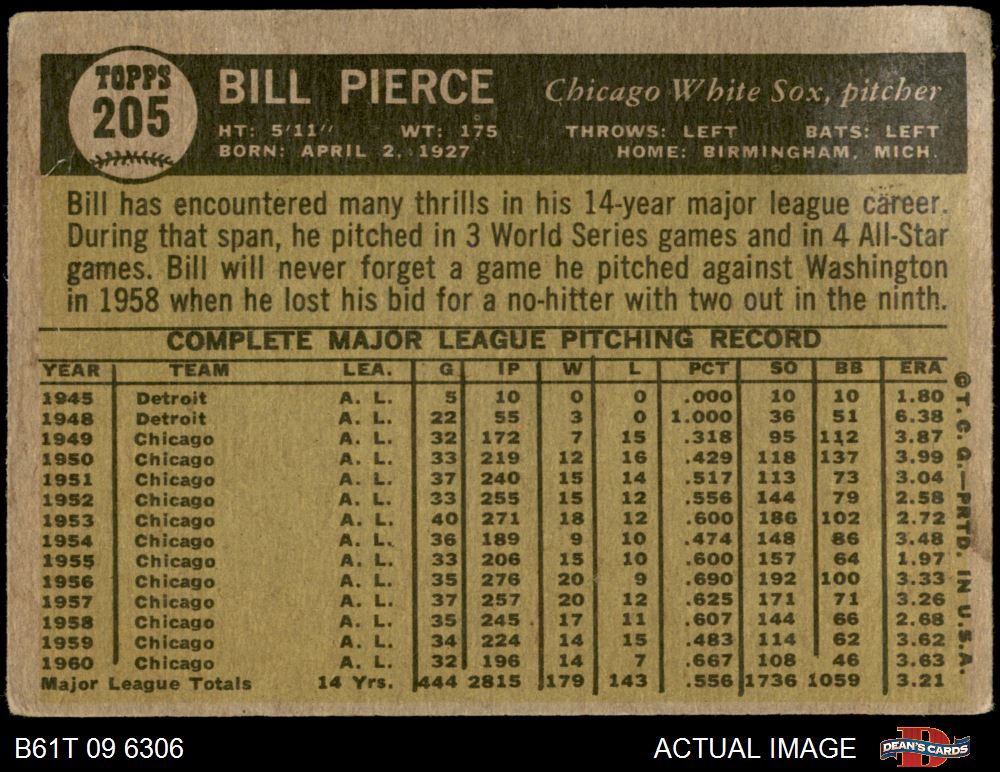 TOPPS
205
BILL PIERCE
Chicago White Sox, pitcher
HT: 5'11" WT: 175 THROWS: LEFT BATS: LEFT
BORN: APRIL 2, 1927 HOME: BIRMINGHAM, MICH.
Bill has encountered many thrills in his 14-year major league career.
During that span, he pitched in 3 World Series games and in 4 All-Star
games. Bill will never forget a game he pitched against Washington
in 1958 when he lost his bid for a no-hitter with two out in the ninth.
COMPLETE MAJOR LEAGUE PITCHING RECORD
YEAR TEAM LEA. G IP W L PCT SO BB ERA
1945 Detroit A. L. 5 10 0 0 .000 10 10 1.80
1948 Detroit A. L. 22 55 3 0 1.000 36 51 6.38
1949 Chicago A. L. 32 172 7 15 .318 95 112 3.87
1950 Chicago A. L. 33 219 12 16 .429 118 137 3.99
1951 Chicago A. L. 37 240 15 14 .517 113 73 3.04
1952 Chicago A. L. 33 255 15 12 .556 144 79 2.58
1953 Chicago A. L. 40 271 18 12 .600 186 102 2.72
1954 Chicago A. L. 36 189 9 10 .474 148 86 3.48
1955 Chicago A. L. 33 206 15 10 .600 157 64 1.97
1956 Chicago A. L. 35 276 20 9 .690 192 100 3.33
1957 Chicago A. L. 37 257 20 12 .625 171 71 3.26
1958 Chicago A. L. 35 245 17 11 .607 144 66 2.68
1959 Chicago A. L. 34 224 14 15 .483 114 62 3.62
1960 Chicago A. L. 32 196 14 7 .667 108 46 3.63
Major League Totals 14 Yrs. 444 2815 179 143 .556 1736 1059 3.21
© T. C. G.—PRTD. IN U.S.A.
B61T 09 6306
ACTUAL IMAGE
DEAN'S CARDS